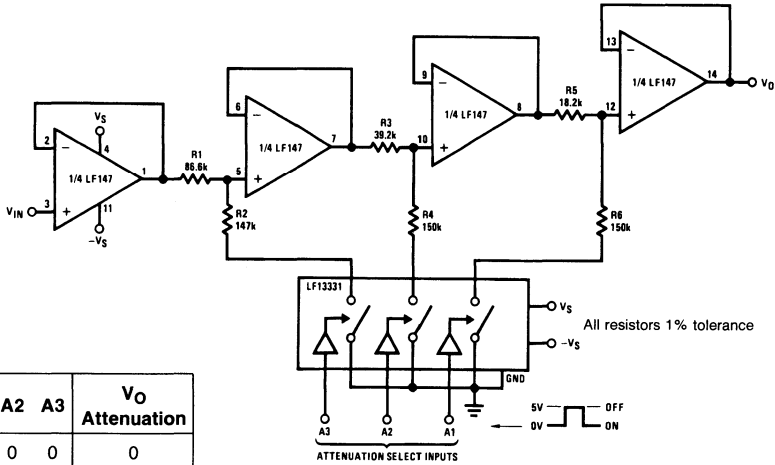 13
14
V_O
1/4 LF147
12
R5
18.2k
9
8
1/4 LF147
10
R3
39.2k
6
7
1/4 LF147
5
R1
86.6k
V_S
2
4
1
1/4 LF147
V_IN
3
11
-V_S
R2
147k
R4
150k
R6
150k
LF13331
V_S
-V_S
GND
All resistors 1% tolerance
A3
A2
A1
ATTENUATION SELECT INPUTS
5V
OFF
0V
ON
A2 A3 V_O Attenuation
0 0 0